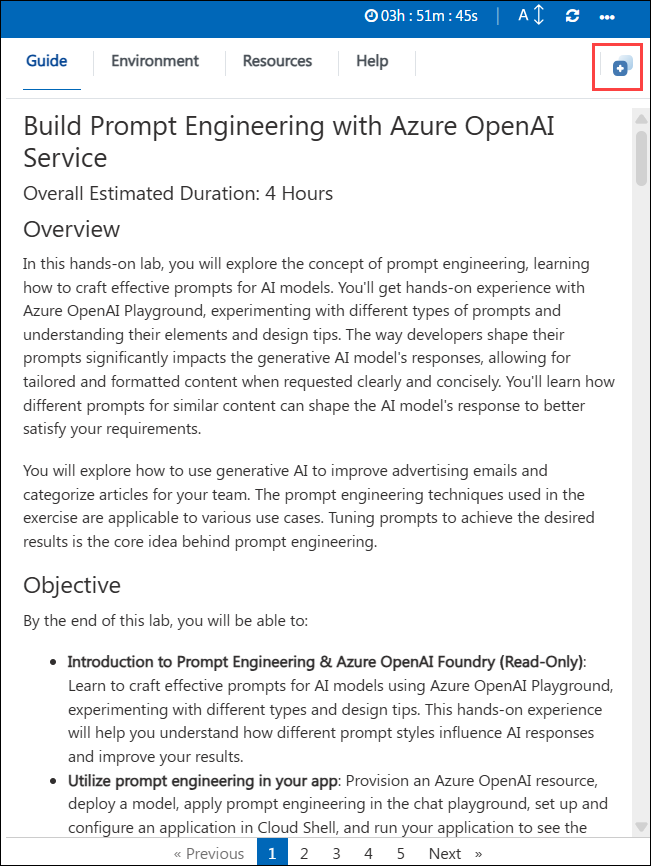 03h : 51m : 45s | A
Guide Environment Resources Help
Build Prompt Engineering with Azure OpenAI
Service
Overall Estimated Duration: 4 Hours
Overview
In this hands-on lab, you will explore the concept of prompt engineering, learning
how to craft effective prompts for AI models. You'll get hands-on experience with
Azure OpenAI Playground, experimenting with different types of prompts and
understanding their elements and design tips. The way developers shape their
prompts significantly impacts the generative AI model's responses, allowing for
tailored and formatted content when requested clearly and concisely. You'll learn how
different prompts for similar content can shape the AI model's response to better
satisfy your requirements.
You will explore how to use generative AI to improve advertising emails and
categorize articles for your team. The prompt engineering techniques used in the
exercise are applicable to various use cases. Tuning prompts to achieve the desired
results is the core idea behind prompt engineering.
Objective
By the end of this lab, you will be able to:
• Introduction to Prompt Engineering & Azure OpenAI Foundry (Read-Only):
Learn to craft effective prompts for AI models using Azure OpenAI Playground,
experimenting with different types and design tips. This hands-on experience
will help you understand how different prompt styles influence AI responses
and improve your results.
• Utilize prompt engineering in your app: Provision an Azure OpenAI resource,
deploy a model, apply prompt engineering in the chat playground, set up and
configure an application in Cloud Shell, and run your application to see the
« Previous 1 2 3 4 5 Next »